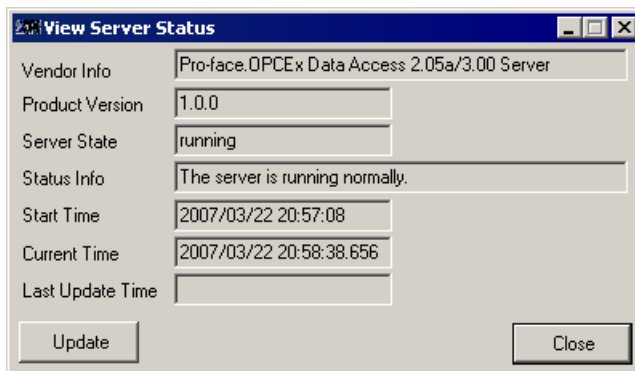 View Server Status
Vendor Info Pro-face.OPCEx Data Access 2.05a/3.00 Server
Product Version 1.0.0
Server State running
Status Info The server is running normally.
Start Time 2007/03/22 20:57:08
Current Time 2007/03/22 20:58:38.656
Last Update Time
Update Close